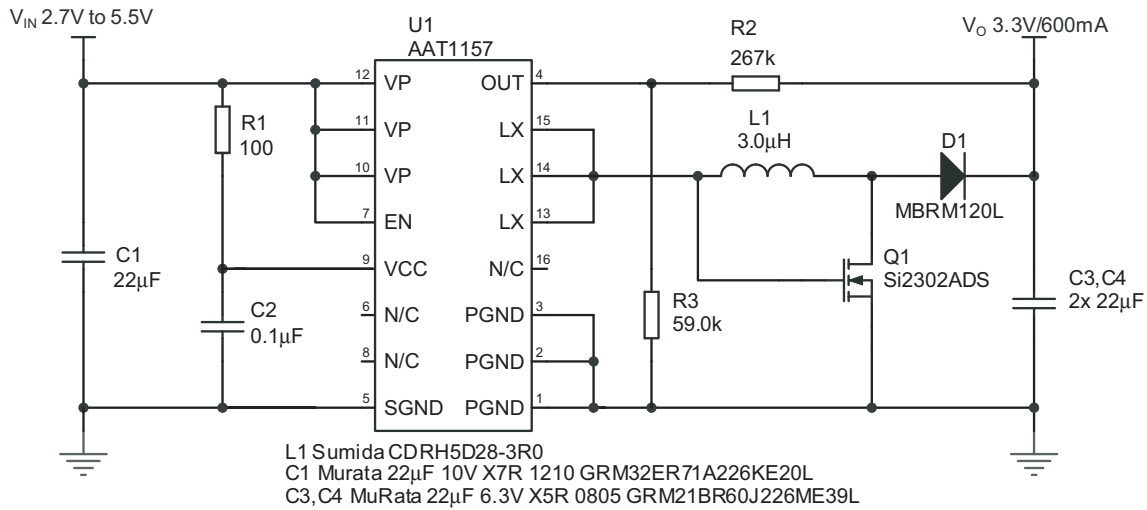 V_IN 2.7V to 5.5V
U1
AAT1157
R2
267k
V_O 3.3V/600mA
12 VP
OUT 4
11 VP
LX 15
10 VP
LX 14
7 EN
LX 13
9 VCC
N/C 16
6 N/C
PGND 3
8 N/C
PGND 2
5 SGND
PGND 1
R1
100
L1
3.0μH
D1
MBRM120L
C1
22μF
Q1
Si2302ADS
C2
0.1μF
R3
59.0k
C3,C4
2x 22μF
L1 Sumida CDRH5D28-3R0
C1 Murata 22μF 10V X7R 1210 GRM32ER71A226KE20L
C3,C4 MuRata 22μF 6.3V X5R 0805 GRM21BR60J226ME39L